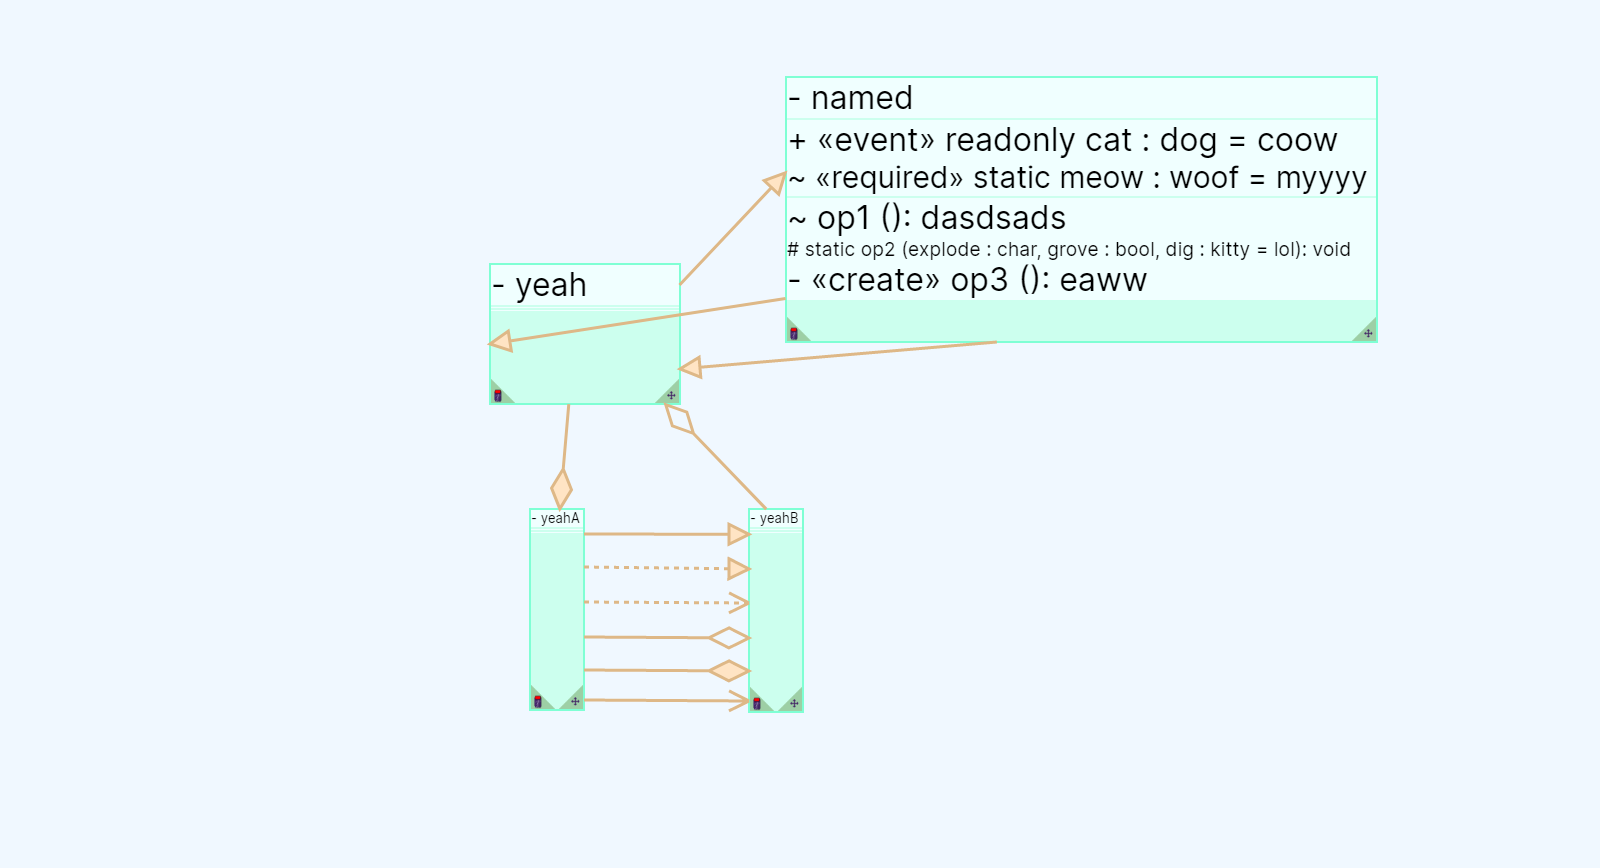 - named
+ «event» readonly cat : dog = coow
~ «required» static meow : woof = myyyy
~ op1 (): dasdsads
# static op2 (explode : char, grove : bool, dig : kitty = lol): void
- «create» op3 (): eaww
- yeah
- yeahA
- yeahB